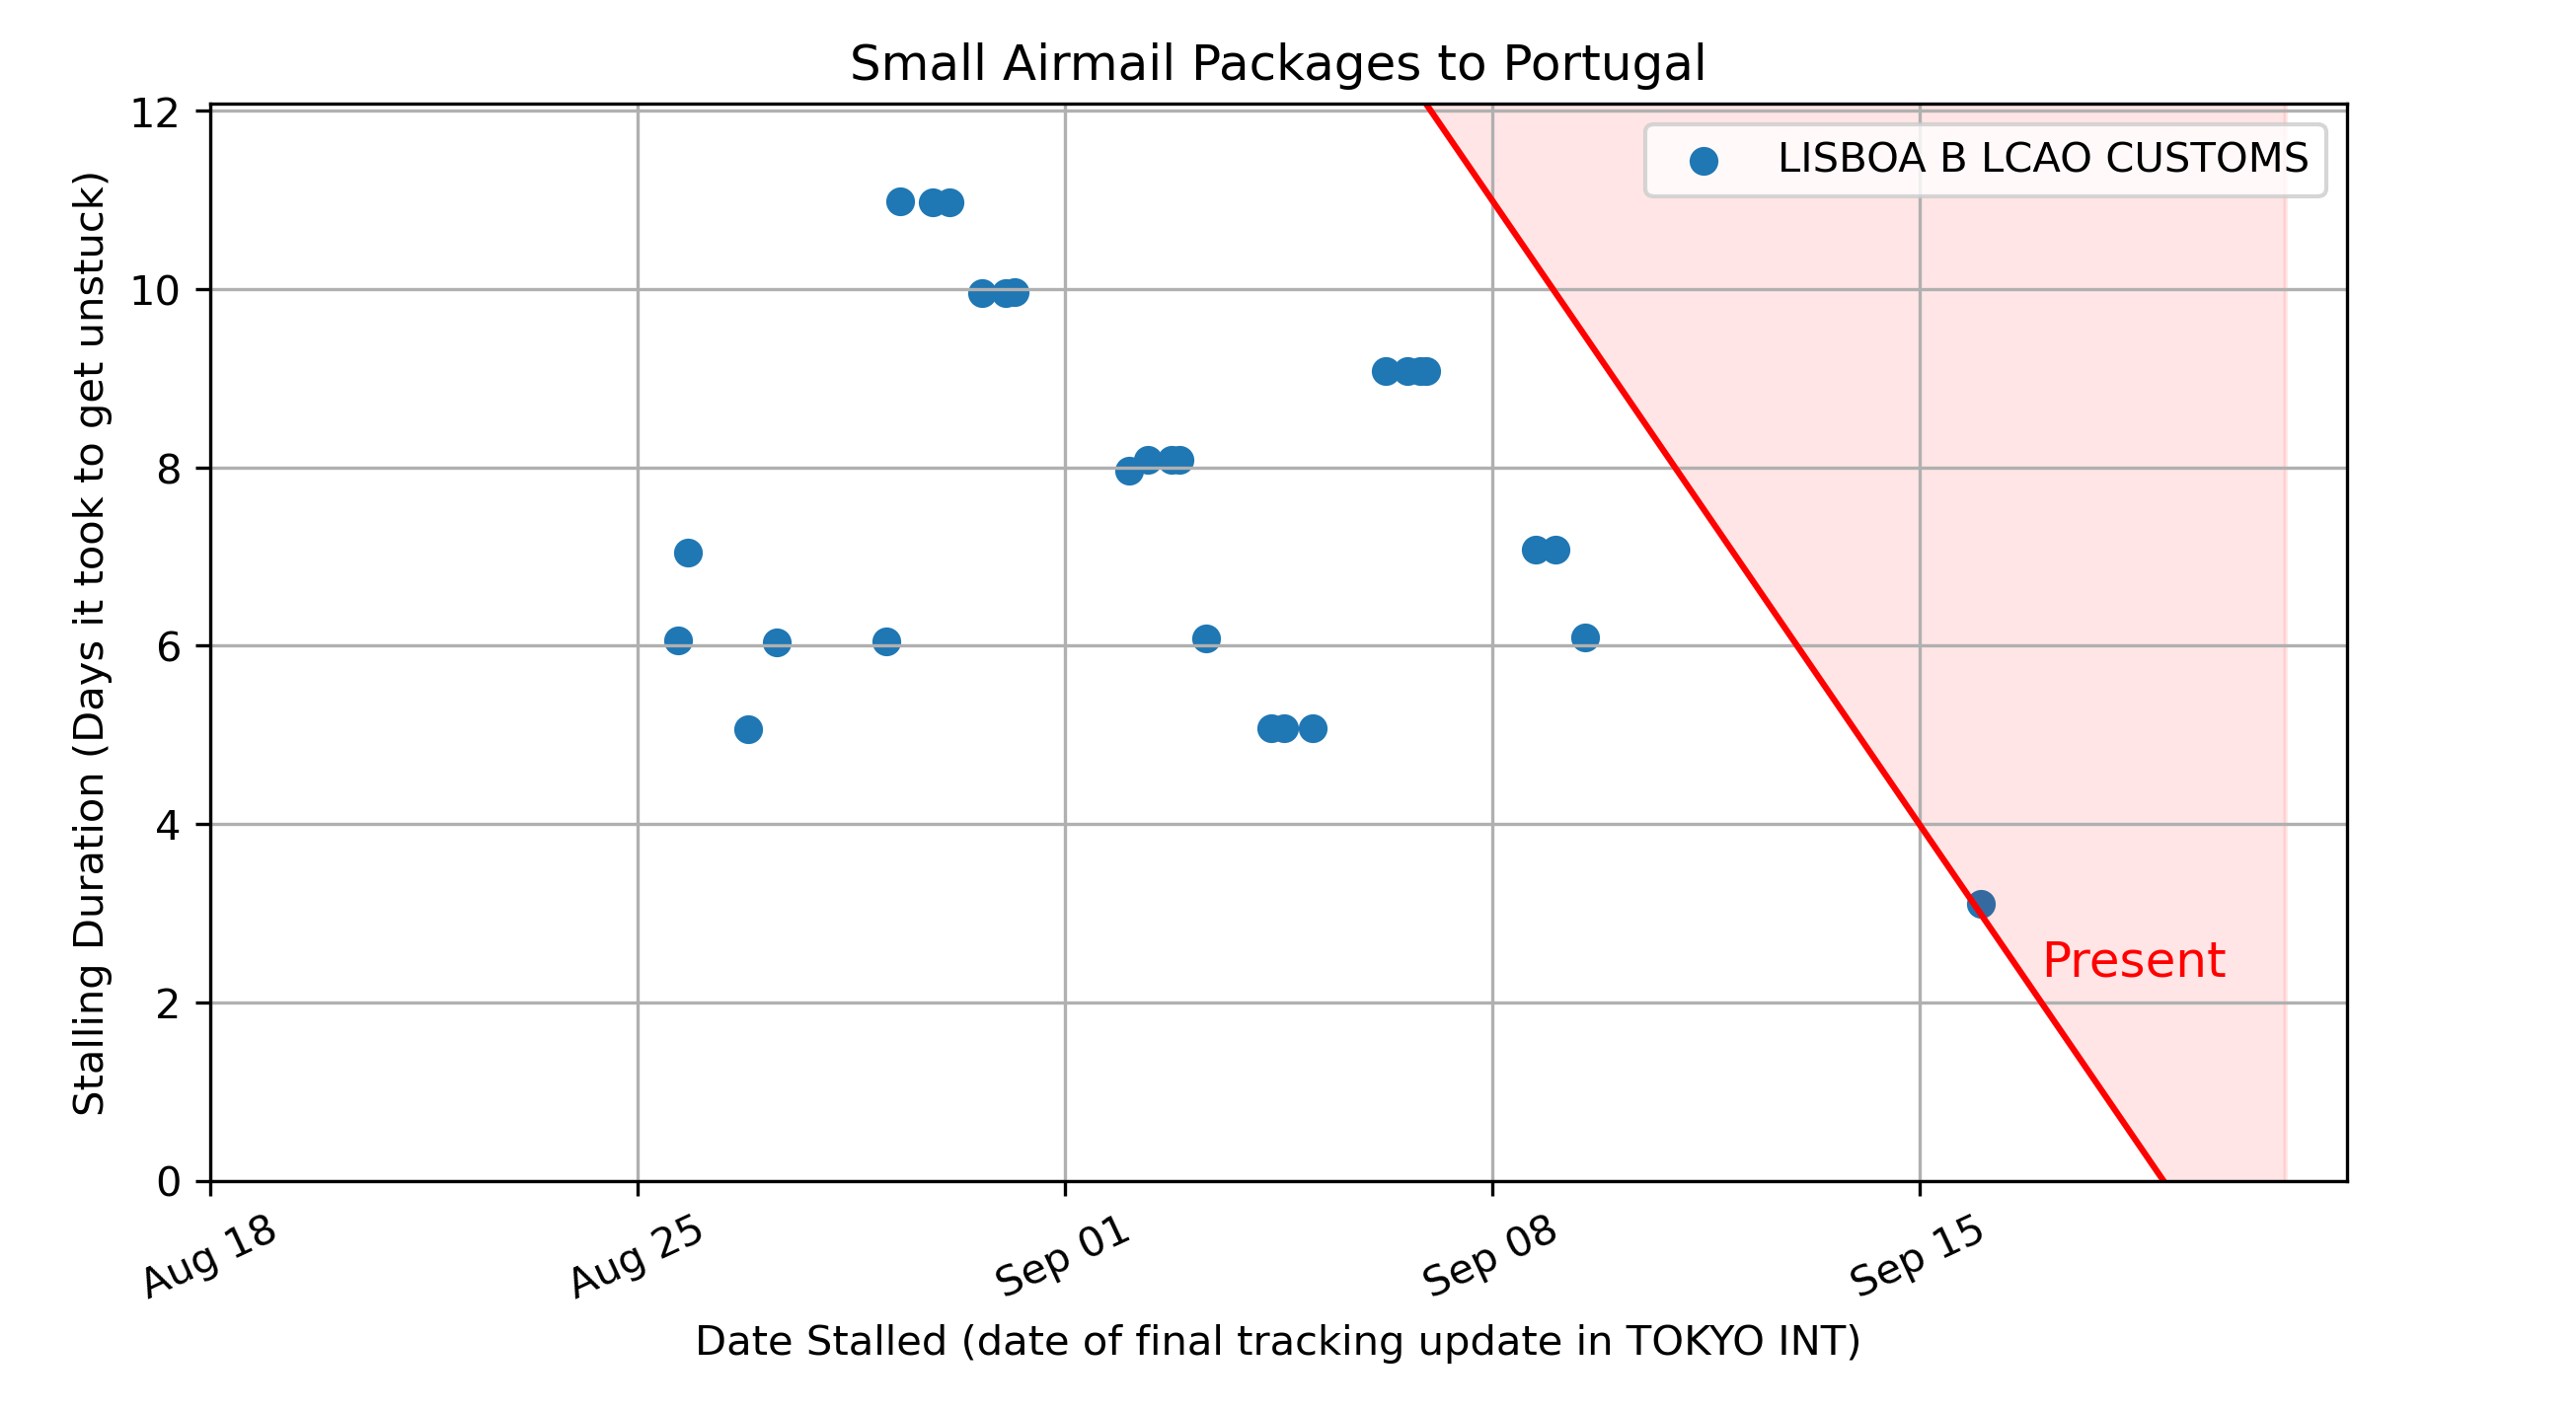 Small Airmail Packages to Portugal
LISBOA B LCAO CUSTOMS
Stalling Duration (Days it took to get unstuck)
12
10
8
6
4
2
0
Present
Aug 18
Aug 25
Sep 01
Sep 08
Sep 15
Date Stalled (date of final tracking update in TOKYO INT)